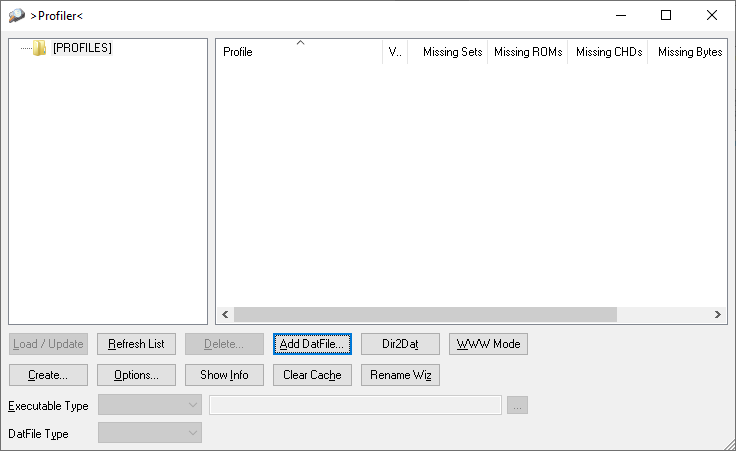 >Profiler<
[PROFILES]
Profile V.. Missing Sets Missing ROMs Missing CHDs Missing Bytes
Load / Update Refresh List Delete... Add DatFile... Dir2Dat WWW Mode
Create... Options... Show Info Clear Cache Rename Wiz
Executable Type ...
DatFile Type